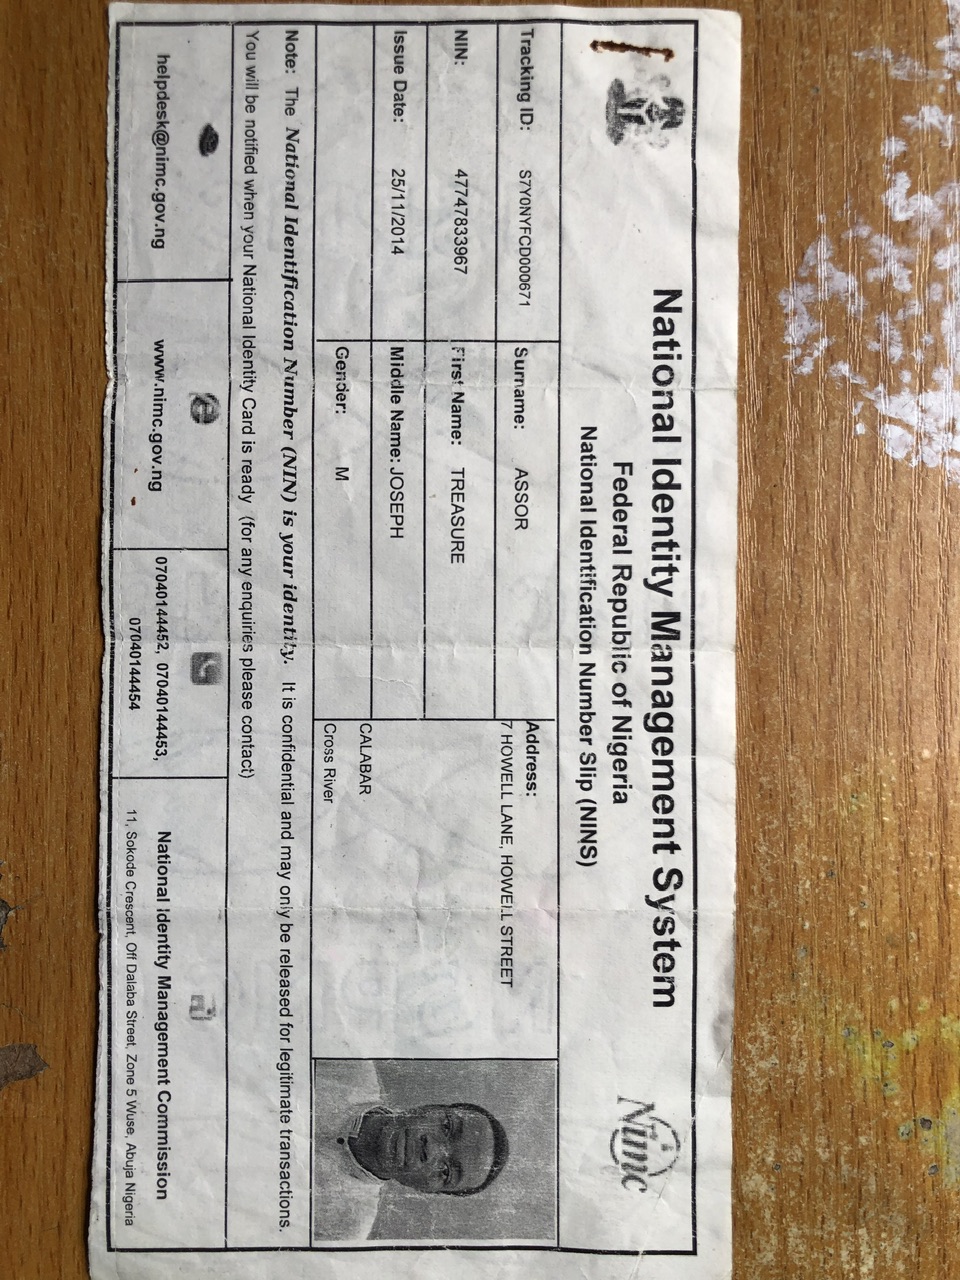 National Identity Management System
Federal Republic of Nigeria
National Identification Number Slip (NINS)
Nimc
Tracking ID: S7Y0NYFCD000671
Surname: ASSOR
Address:
7 HOWELL LANE, HOWELL STREET
NIN: 47747833967
First Name: TREASURE
Issue Date: 25/11/2014
Middle Name: JOSEPH
CALABAR
Gender: M
Cross River
Note: The National Identification Number (NIN) is your identity. It is confidential and may only be released for legitimate transactions.
You will be notified when your National Identity Card is ready (for any enquiries please contact)
helpdesk@nimc.gov.ng
www.nimc.gov.ng
07040144452, 07040144453,
07040144454
National Identity Management Commission
11, Sokode Crescent, Off Dalaba Street, Zone 5 Wuse, Abuja Nigeria